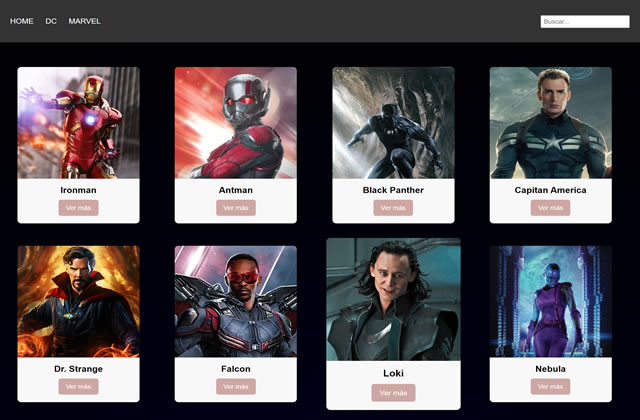 HOME DC MARVEL Buscar...
Ironman Antman Black Panther Capitan America
Ver más Ver más Ver más Ver más
Dr. Strange Falcon Loki Nebula
Ver más Ver más Ver más Ver más